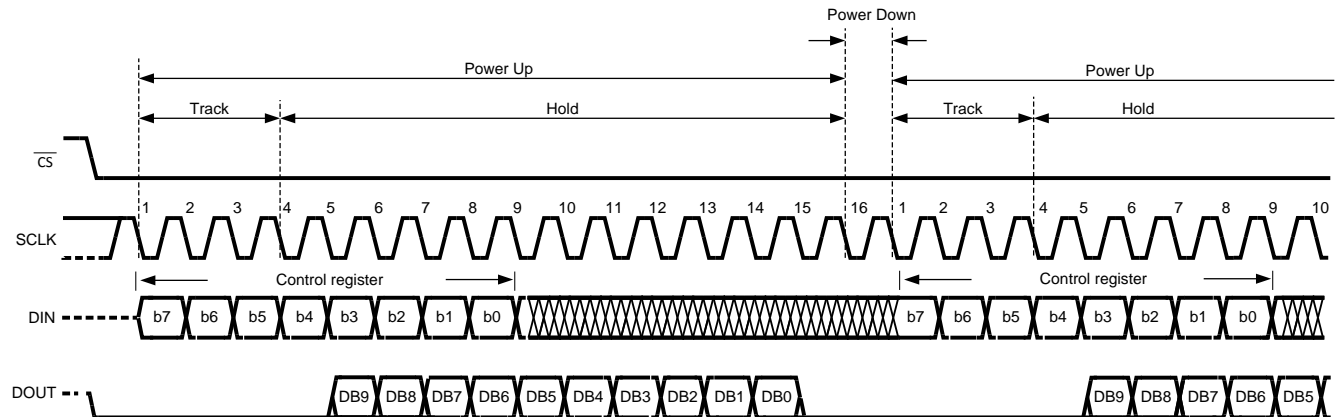 Power Down
Power Up Power Up
Track Hold Track Hold
CS
1 2 3 4 5 6 7 8 9 10 11 12 13 14 15 16 1 2 3 4 5 6 7 8 9 10
SCLK
Control register Control register
DIN b7 b6 b5 b4 b3 b2 b1 b0 b7 b6 b5 b4 b3 b2 b1 b0
DOUT DB9 DB8 DB7 DB6 DB5 DB4 DB3 DB2 DB1 DB0 DB9 DB8 DB7 DB6 DB5